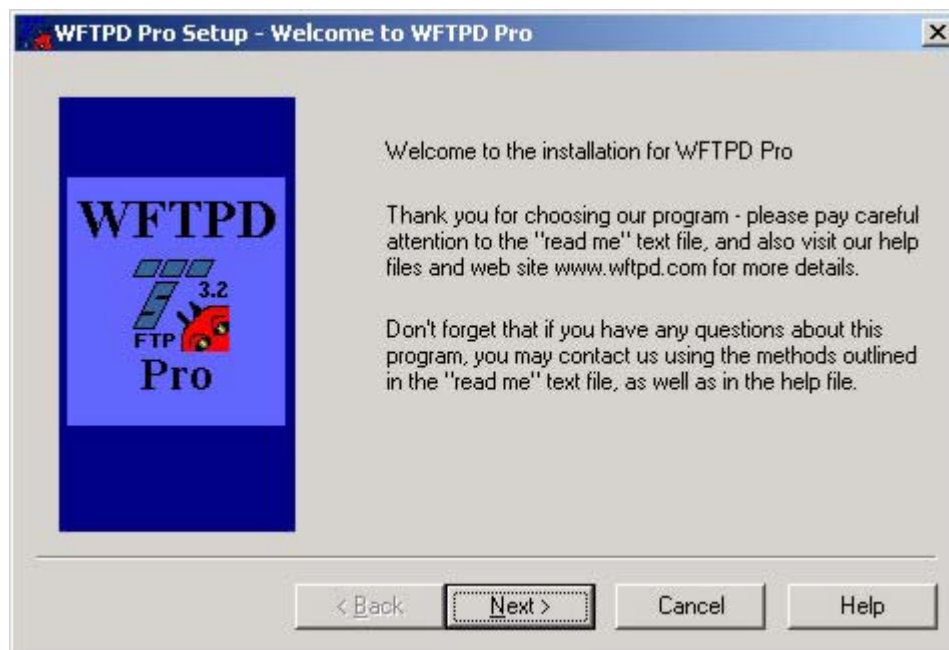 WFTPD Pro Setup - Welcome to WFTPD Pro
WFTPD
3.2
FTP
Pro
Welcome to the installation for WFTPD Pro
Thank you for choosing our program - please pay careful
attention to the "read me" text file, and also visit our help
files and web site www.wftpd.com for more details.
Don't forget that if you have any questions about this
program, you may contact us using the methods outlined
in the "read me" text file, as well as in the help file.
< Back
Next >
Cancel
Help